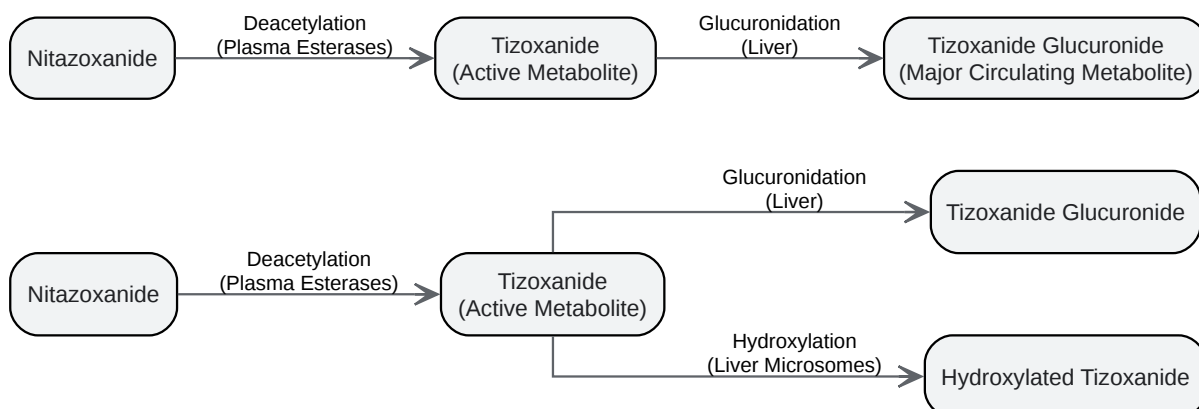 Deacetylation
(Plasma Esterases)
Glucuronidation
(Liver)
Nitazoxanide
Tizoxanide
(Active Metabolite)
Tizoxanide Glucuronide
(Major Circulating Metabolite)
Glucuronidation
(Liver)
Tizoxanide Glucuronide
Deacetylation
(Plasma Esterases)
Nitazoxanide
Tizoxanide
(Active Metabolite)
Hydroxylation
(Liver Microsomes)
Hydroxylated Tizoxanide